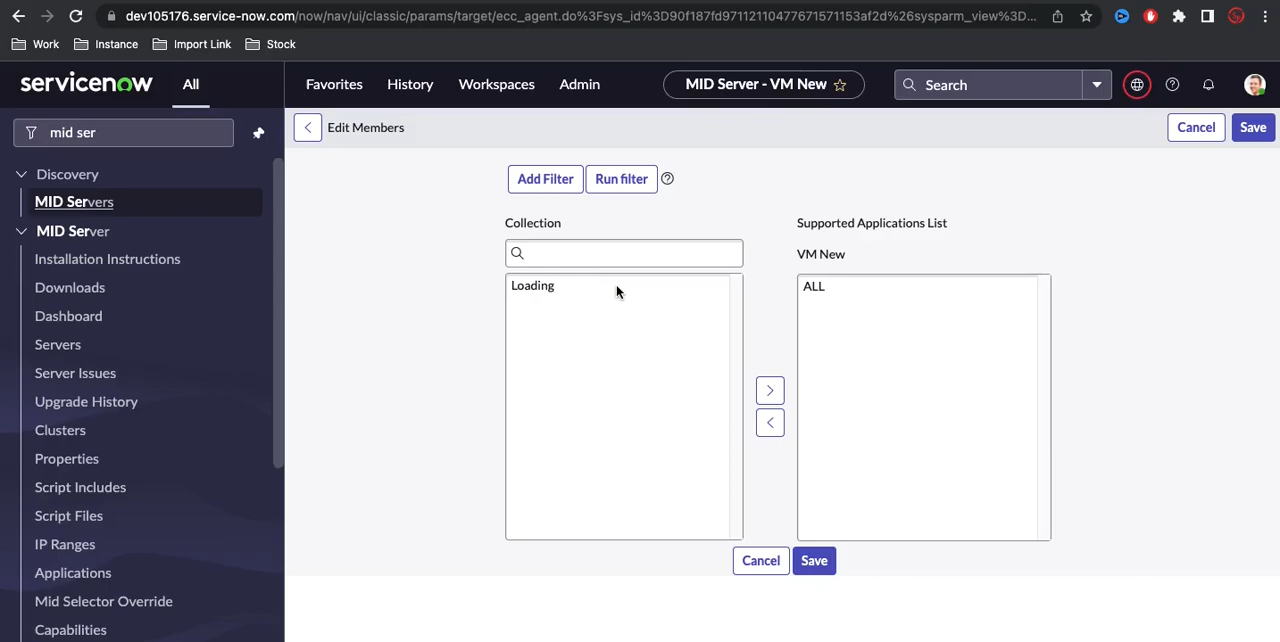 dev105176.service-now.com/now/nav/ui/classic/params/target/ecc_agent.do%3Fsys_id%3D90f187fd97112110477671571153af2d%26sysparm_view%3D...
Work Instance Import Link Stock
servicenow All Favorites History Workspaces Admin MID Server - VM New Search
mid ser
Edit Members Cancel Save
Discovery
MID Servers
MID Server
Installation Instructions
Downloads
Dashboard
Servers
Server Issues
Upgrade History
Clusters
Properties
Script Includes
Script Files
IP Ranges
Applications
Mid Selector Override
Capabilities
Add Filter Run filter
Collection
Supported Applications List
VM New
Loading
ALL
Cancel Save